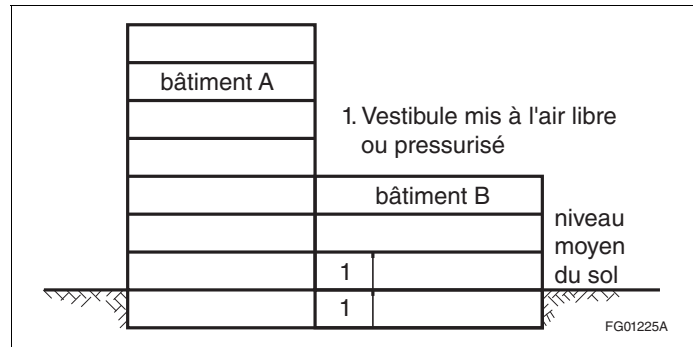 bâtiment A
1. Vestibule mis à l'air libre
ou pressurisé
bâtiment B
niveau
moyen
du sol
1
1
FG01225A